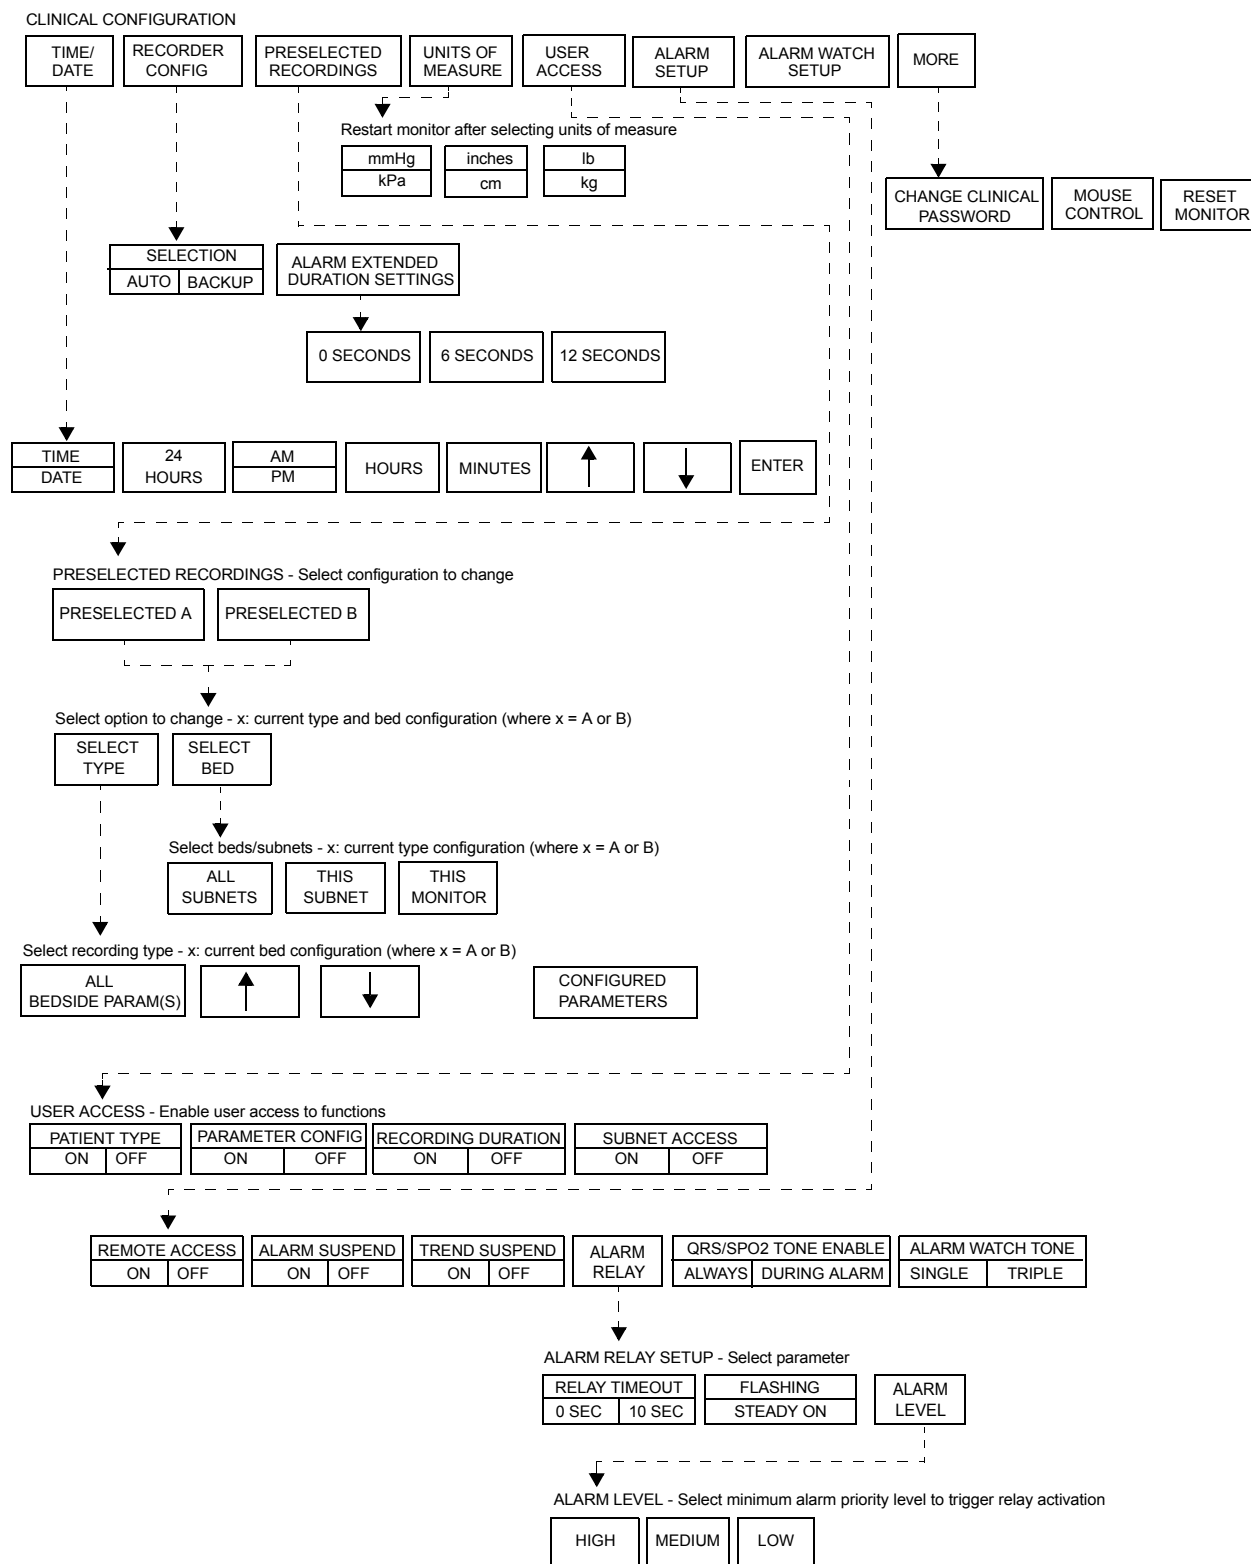 CLINICAL CONFIGURATION
TIME/
DATE
RECORDER
CONFIG
PRESELECTED
RECORDINGS
UNITS OF
MEASURE
USER
ACCESS
ALARM
SETUP
ALARM WATCH
SETUP
MORE
Restart monitor after selecting units of measure
mmHg
kPa
inches
cm
lb
kg
CHANGE CLINICAL
PASSWORD
MOUSE
CONTROL
RESET
MONITOR
SELECTION
AUTO
BACKUP
ALARM EXTENDED
DURATION SETTINGS
0 SECONDS
6 SECONDS
12 SECONDS
TIME
DATE
24
HOURS
AM
PM
HOURS
MINUTES
ENTER
PRESELECTED RECORDINGS - Select configuration to change
PRESELECTED A
PRESELECTED B
Select option to change - x: current type and bed configuration (where x = A or B)
SELECT
TYPE
SELECT
BED
Select beds/subnets - x: current type configuration (where x = A or B)
ALL
SUBNETS
THIS
SUBNET
THIS
MONITOR
Select recording type - x: current bed configuration (where x = A or B)
ALL
BEDSIDE PARAM(S)
CONFIGURED
PARAMETERS
USER ACCESS - Enable user access to functions
PATIENT TYPE
ON
OFF
PARAMETER CONFIG
ON
OFF
RECORDING DURATION
ON
OFF
SUBNET ACCESS
ON
OFF
REMOTE ACCESS
ON
OFF
ALARM SUSPEND
ON
OFF
TREND SUSPEND
ON
OFF
ALARM
RELAY
QRS/SPO2 TONE ENABLE
ALWAYS
DURING ALARM
ALARM WATCH TONE
SINGLE
TRIPLE
ALARM RELAY SETUP - Select parameter
RELAY TIMEOUT
0 SEC
10 SEC
FLASHING
STEADY ON
ALARM
LEVEL
ALARM LEVEL - Select minimum alarm priority level to trigger relay activation
HIGH
MEDIUM
LOW